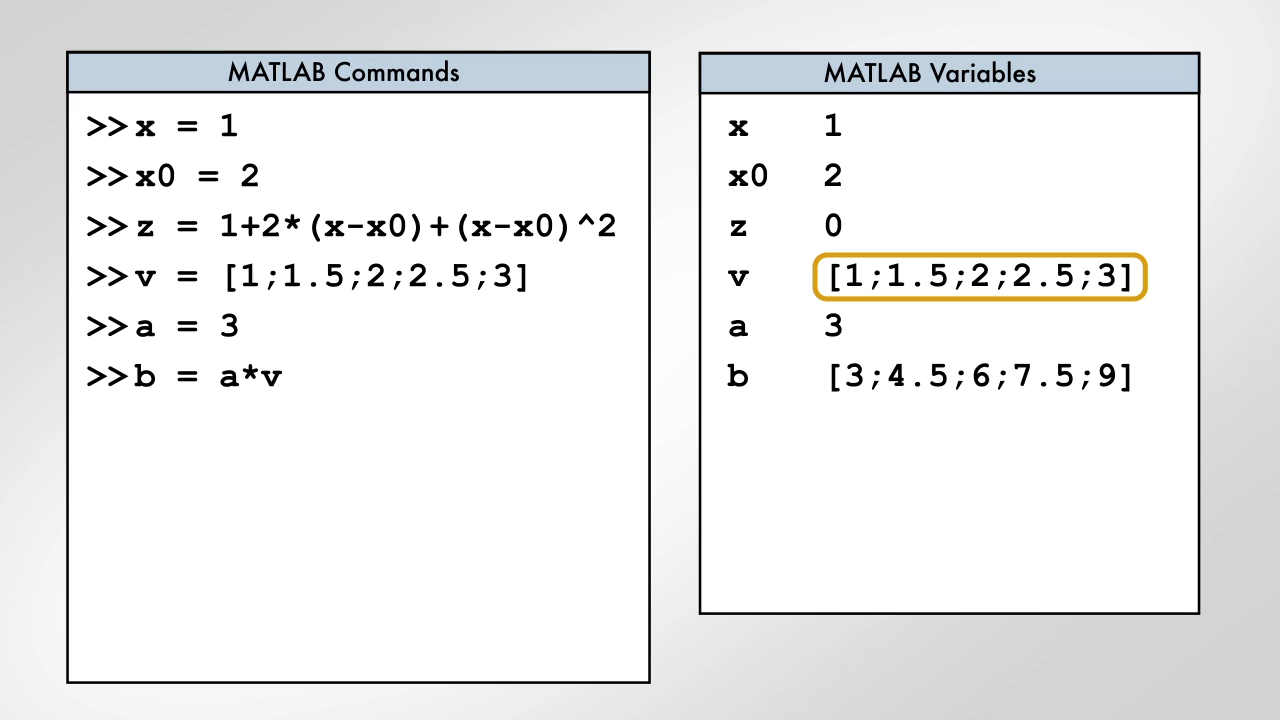 MATLAB Commands
>>x = 1
>>x0 = 2
>>z = 1+2*(x-x0)+(x-x0)^2
>>v = [1;1.5;2;2.5;3]
>>a = 3
>>b = a*v
MATLAB Variables
x 1
x0 2
z 0
v [1;1.5;2;2.5;3]
a 3
b [3;4.5;6;7.5;9]